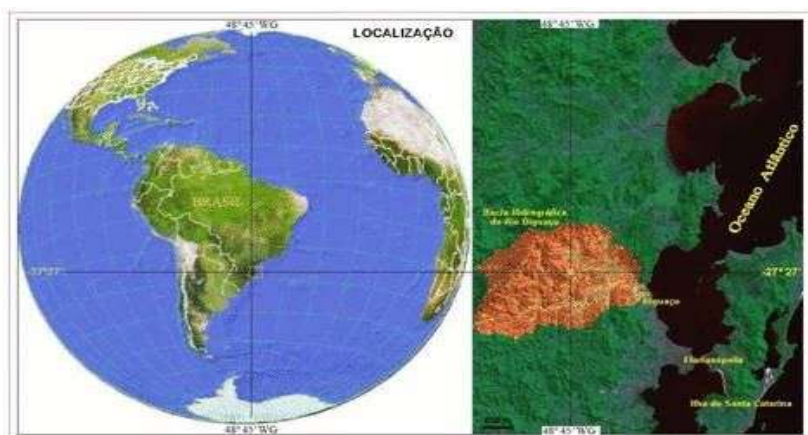 48°45'WG
LOCALIZAÇÃO
48°45'WG
Oceano Atlântico
BRASIL
Bacia Hidrográfica
do Rio Biguaçu
-27°27'
-27°27'
Biguaçu
Florianópolis
Ilha de Santa Catarina
48°45'WG
48°45'WG